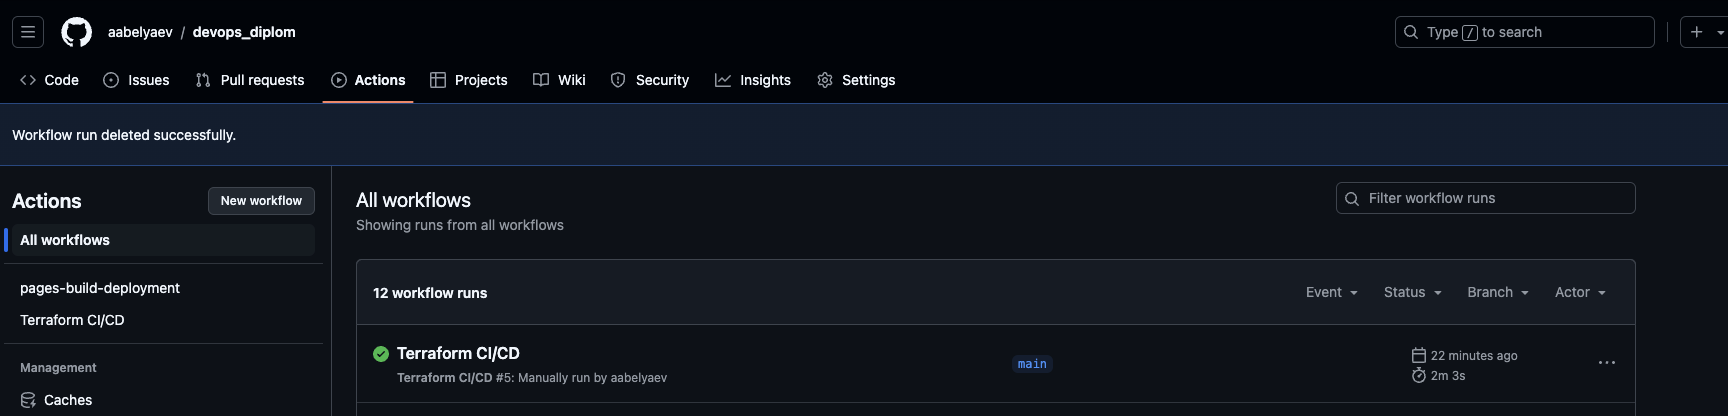 aabelyaev / devops_diplom
Type / to search
Code
Issues
Pull requests
Actions
Projects
Wiki
Security
Insights
Settings
Workflow run deleted successfully.
Actions
New workflow
All workflows
pages-build-deployment
Terraform CI/CD
Management
Caches
All workflows
Showing runs from all workflows
Filter workflow runs
12 workflow runs
Event
Status
Branch
Actor
Terraform CI/CD
Terraform CI/CD #5: Manually run by aabelyaev
main
22 minutes ago
2m 3s